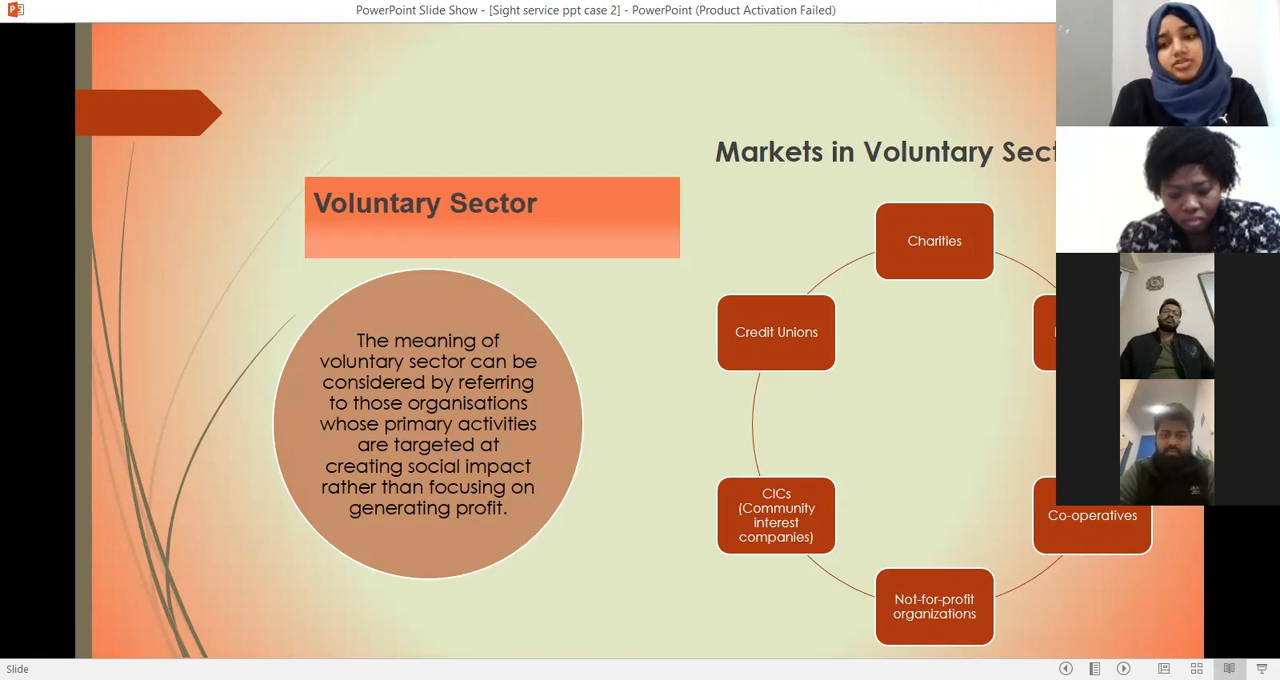 PowerPoint Slide Show - [Sight service ppt case 2] - PowerPoint (Product Activation Failed)
Markets in Voluntary
Voluntary Sector
The meaning of
voluntary sector can be
considered by referring
to those organisations
whose primary activities
are targeted at
creating social impact
rather than focusing on
generating profit.
Charities
Credit Unions
CICs
(Community
interest
companies)
Co-operatives
Not-for-profit
organizations
Slide